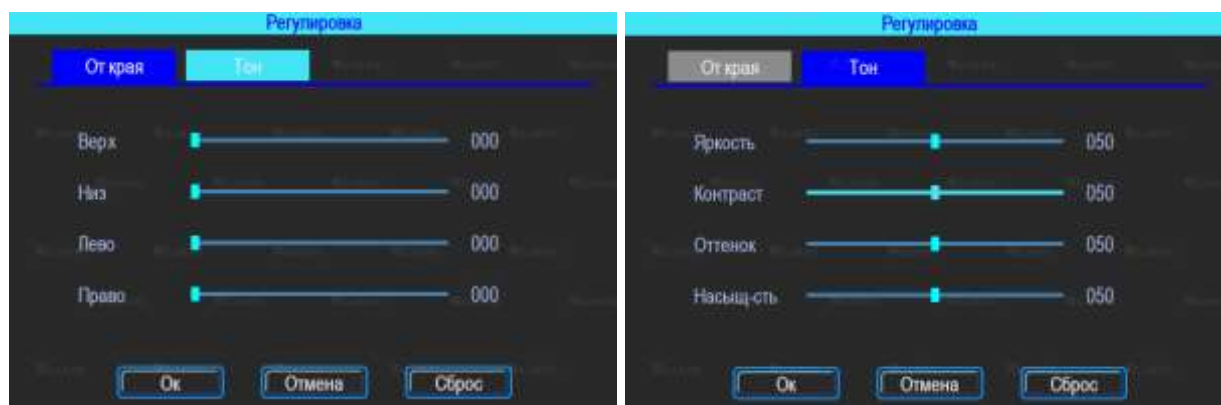 Регулировка
От края Тон
Верх 000
Низ 000
Лево 000
Право 000
Ок Отмена Сброс
Регулировка
От края Тон
Яркость 050
Контраст 050
Оттенок 050
Насыщ-сть 050
Ок Отмена Сброс